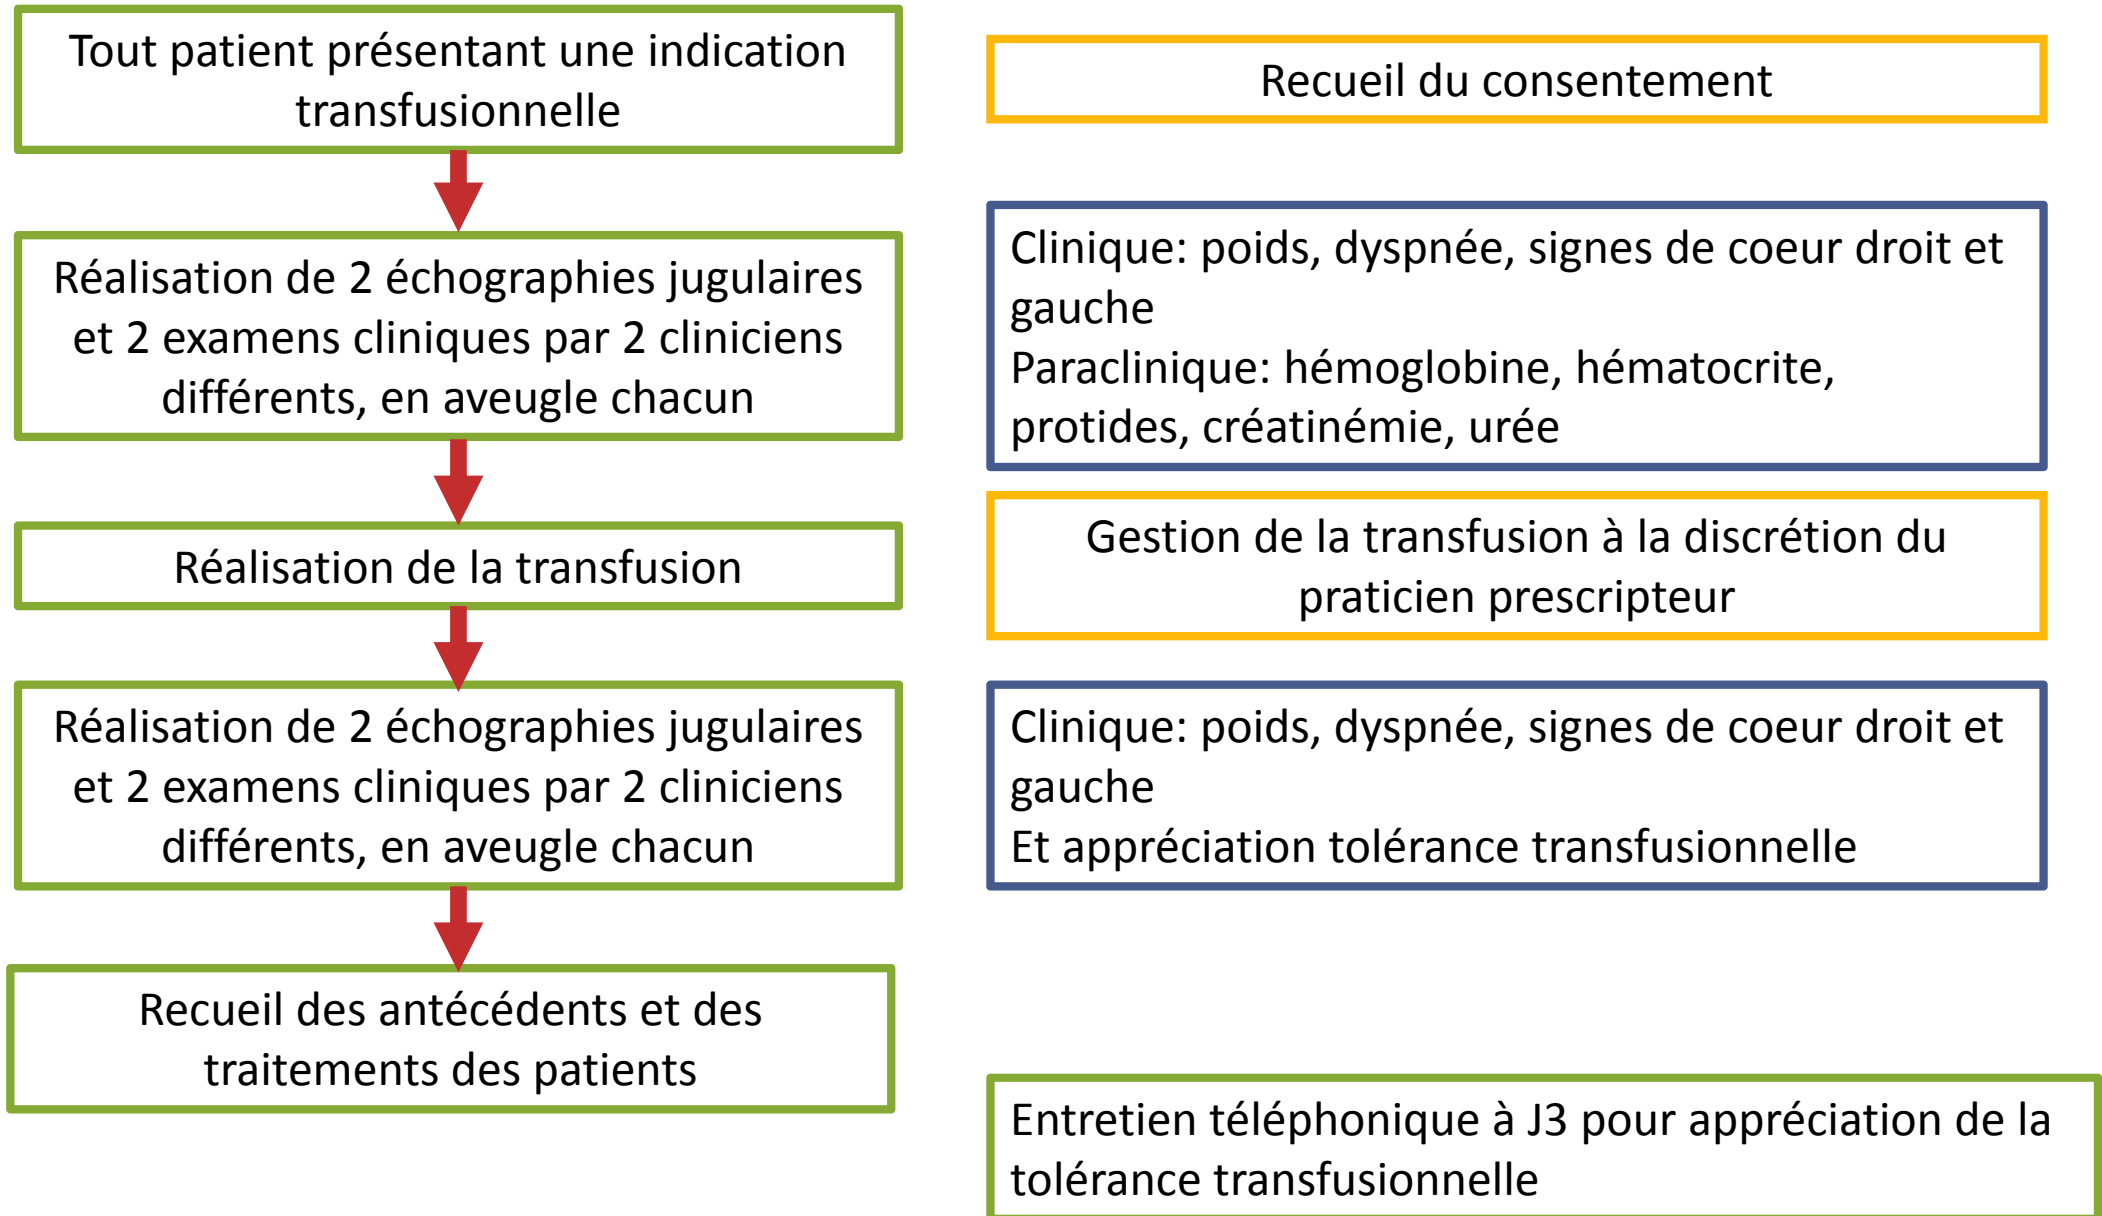 Tout patient présentant une indication
transfusionnelle
Recueil du consentement
Réalisation de 2 échographies jugulaires
et 2 examens cliniques par 2 cliniciens
différents, en aveugle chacun
Clinique: poids, dyspnée, signes de coeur droit et
gauche
Paraclinique: hémoglobine, hématocrite,
protides, créatinémie, urée
Réalisation de la transfusion
Gestion de la transfusion à la discrétion du
praticien prescripteur
Réalisation de 2 échographies jugulaires
et 2 examens cliniques par 2 cliniciens
différents, en aveugle chacun
Clinique: poids, dyspnée, signes de coeur droit et
gauche
Et appréciation tolérance transfusionnelle
Recueil des antécédents et des
traitements des patients
Entretien téléphonique à J3 pour appréciation de la
tolérance transfusionnelle